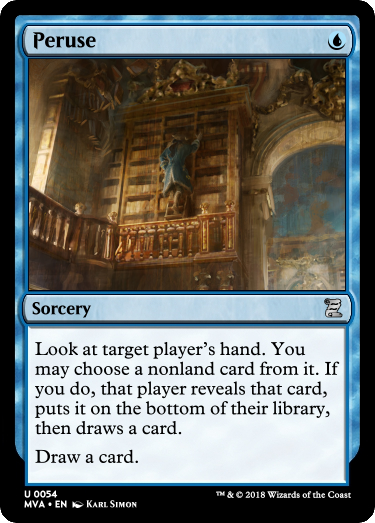 Peruse
Sorcery
Look at target player's hand. You
may choose a nonland card from it. If
you do, that player reveals that card,
puts it on the bottom of their library,
then draws a card.
Draw a card.
U 0054
MVA • EN Karl Simon
™ & © 2018 Wizards of the Coast